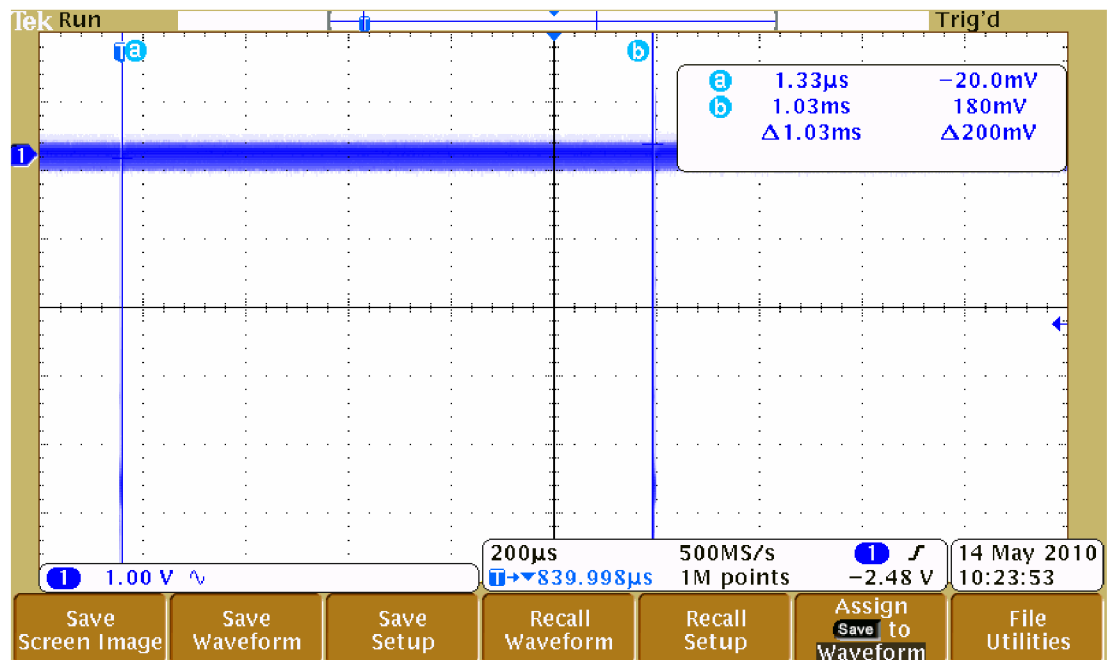 Tek Run Trig'd
T a b
a 1.33µs −20.0mV
b 1.03ms 180mV
Δ1.03ms Δ200mV
1
1 1.00 V
200µs 500MS/s 1
T→▼839.998µs 1M points −2.48 V
14 May 2010
10:23:53
Save
Screen Image
Save
Waveform
Save
Setup
Recall
Waveform
Recall
Setup
Assign
Save to
Waveform
File
Utilities